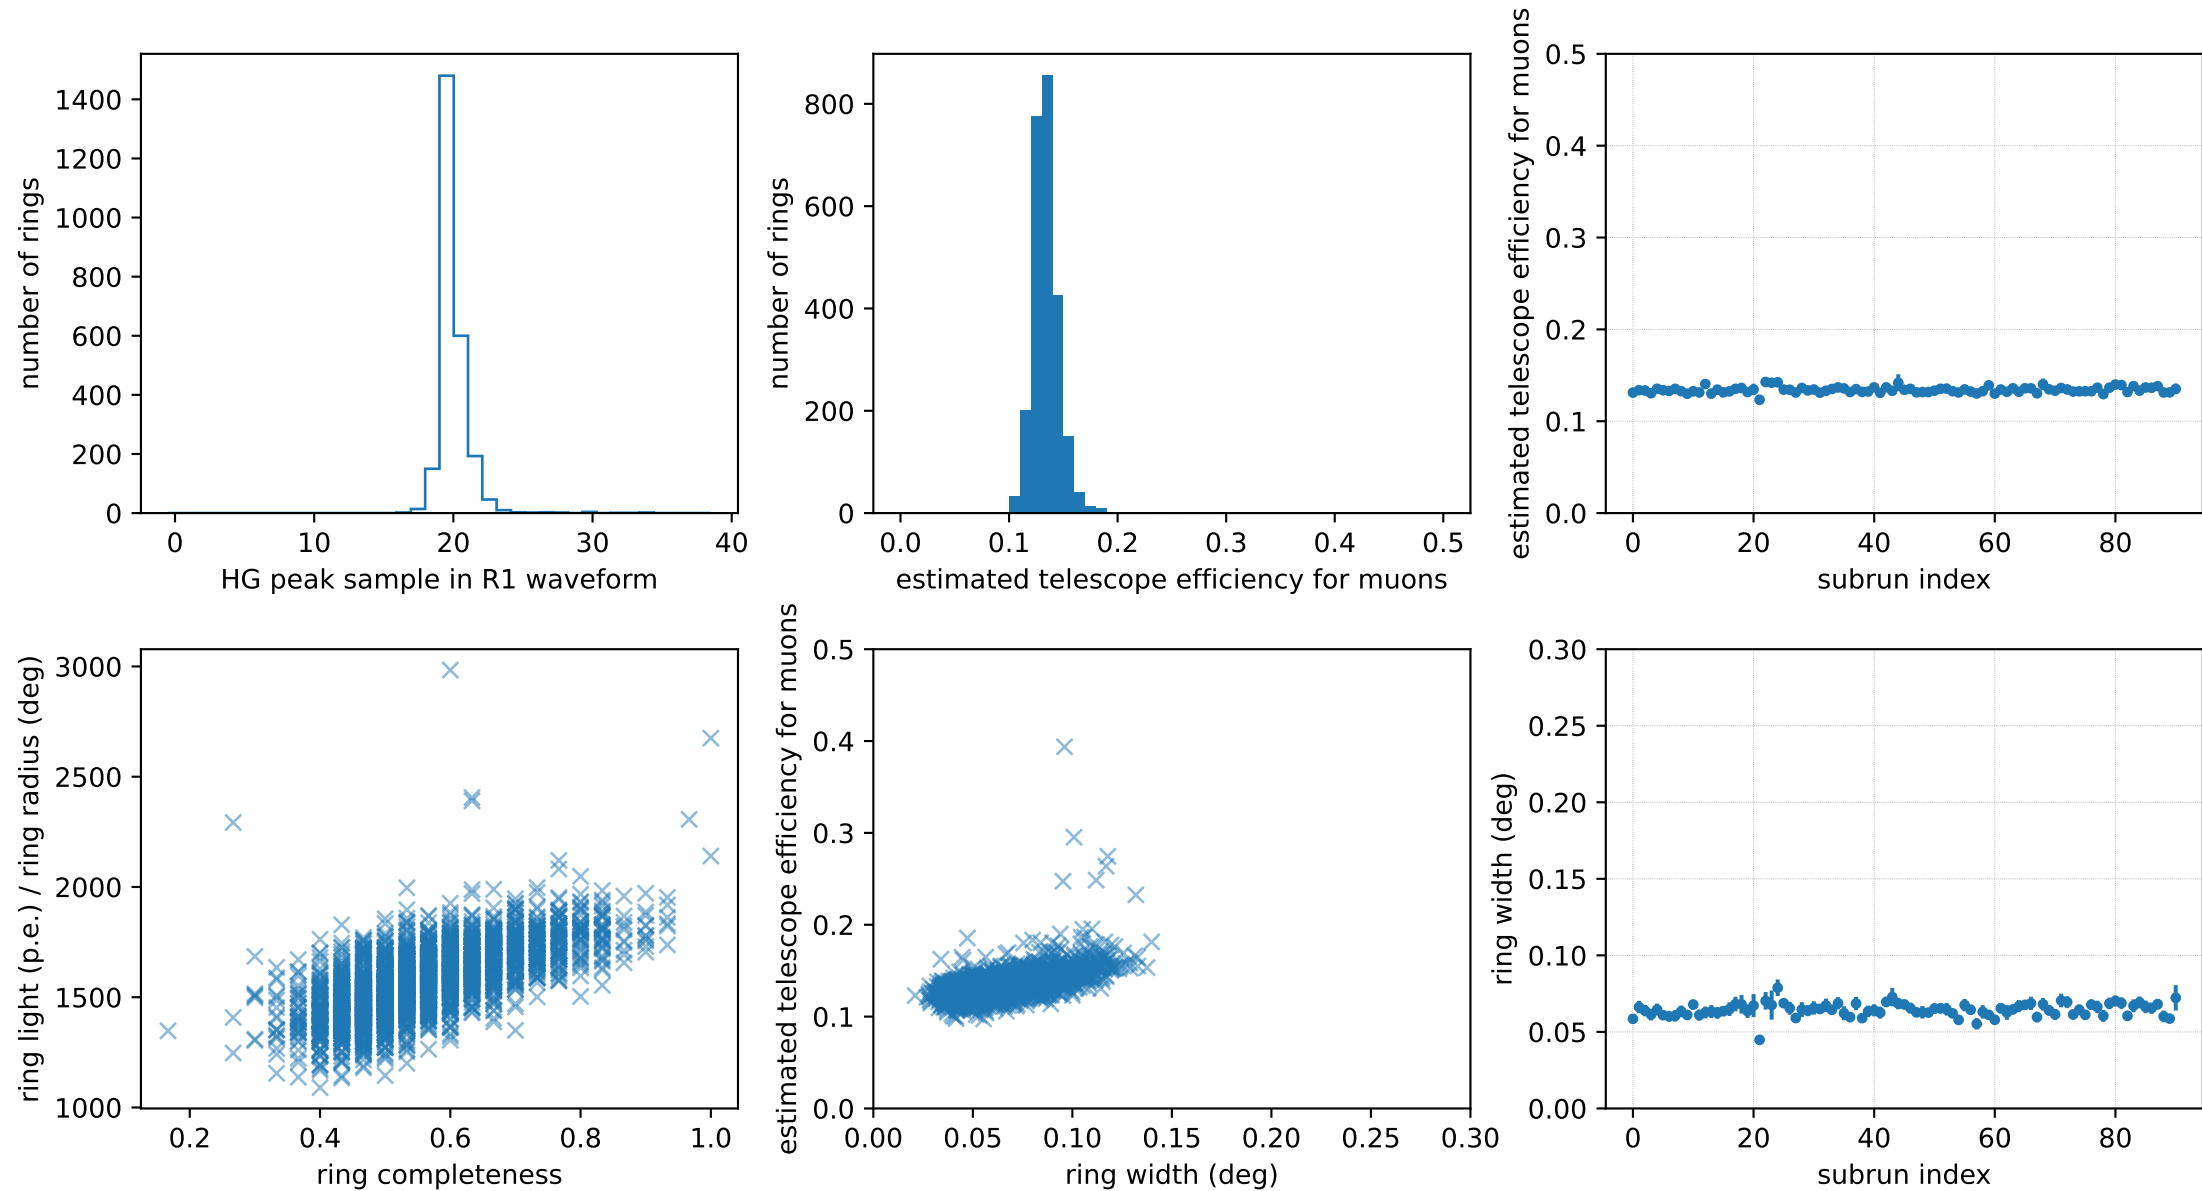 number of rings
1400
1200
1000
800
600
400
200
0
0 10 20 30 40
HG peak sample in R1 waveform
number of rings
800
600
400
200
0
0.0 0.1 0.2 0.3 0.4 0.5
estimated telescope efficiency for muons
estimated telescope efficiency for muons
0.5
0.4
0.3
0.2
0.1
0.0
0 20 40 60 80
subrun index
ring light (p.e.) / ring radius (deg)
3000
2500
2000
1500
1000
0.2 0.4 0.6 0.8 1.0
ring completeness
estimated telescope efficiency for muons
0.5
0.4
0.3
0.2
0.1
0.0
0.00 0.05 0.10 0.15 0.20 0.25 0.30
ring width (deg)
ring width (deg)
0.30
0.25
0.20
0.15
0.10
0.05
0.00
0 20 40 60 80
subrun index